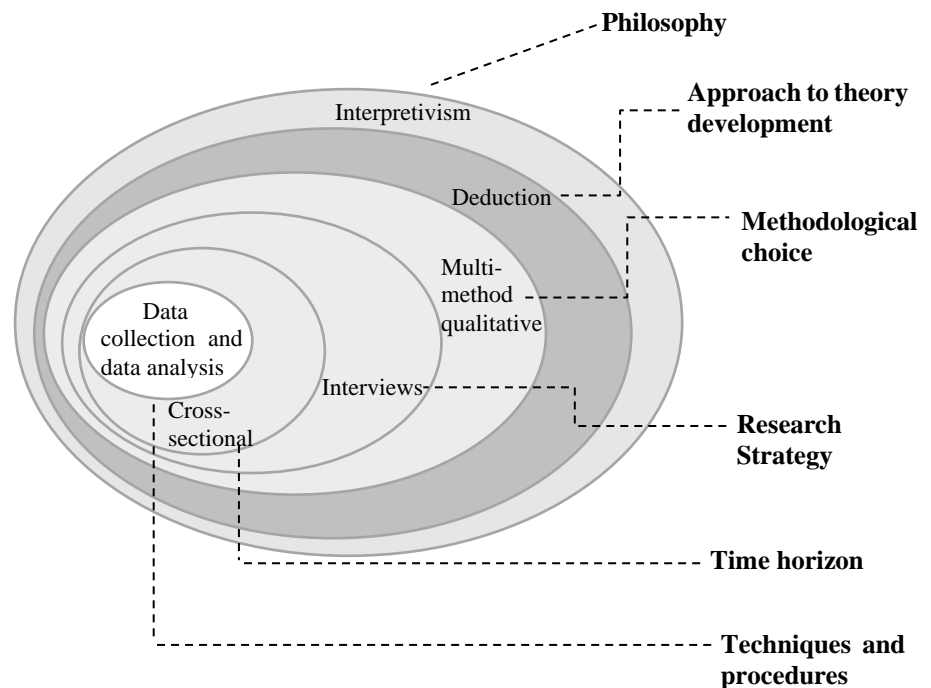 Philosophy
Approach to theory
development
Interpretivism
Deduction
Methodological
choice
Multi-
method
qualitative
Data
collection and
data analysis
Interviews
Cross-
sectional
Research
Strategy
Time horizon
Techniques and
procedures